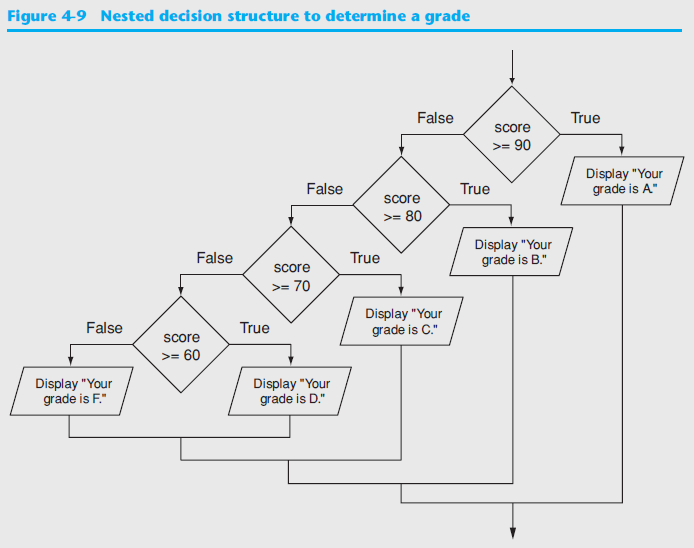 Figure 4-9 Nested decision structure to determine a grade
False
score
>= 90
True
Display "Your
grade is A."
False
score
>= 80
True
Display "Your
grade is B."
False
score
>= 70
True
Display "Your
grade is C."
False
score
>= 60
True
Display "Your
grade is F."
Display "Your
grade is D."